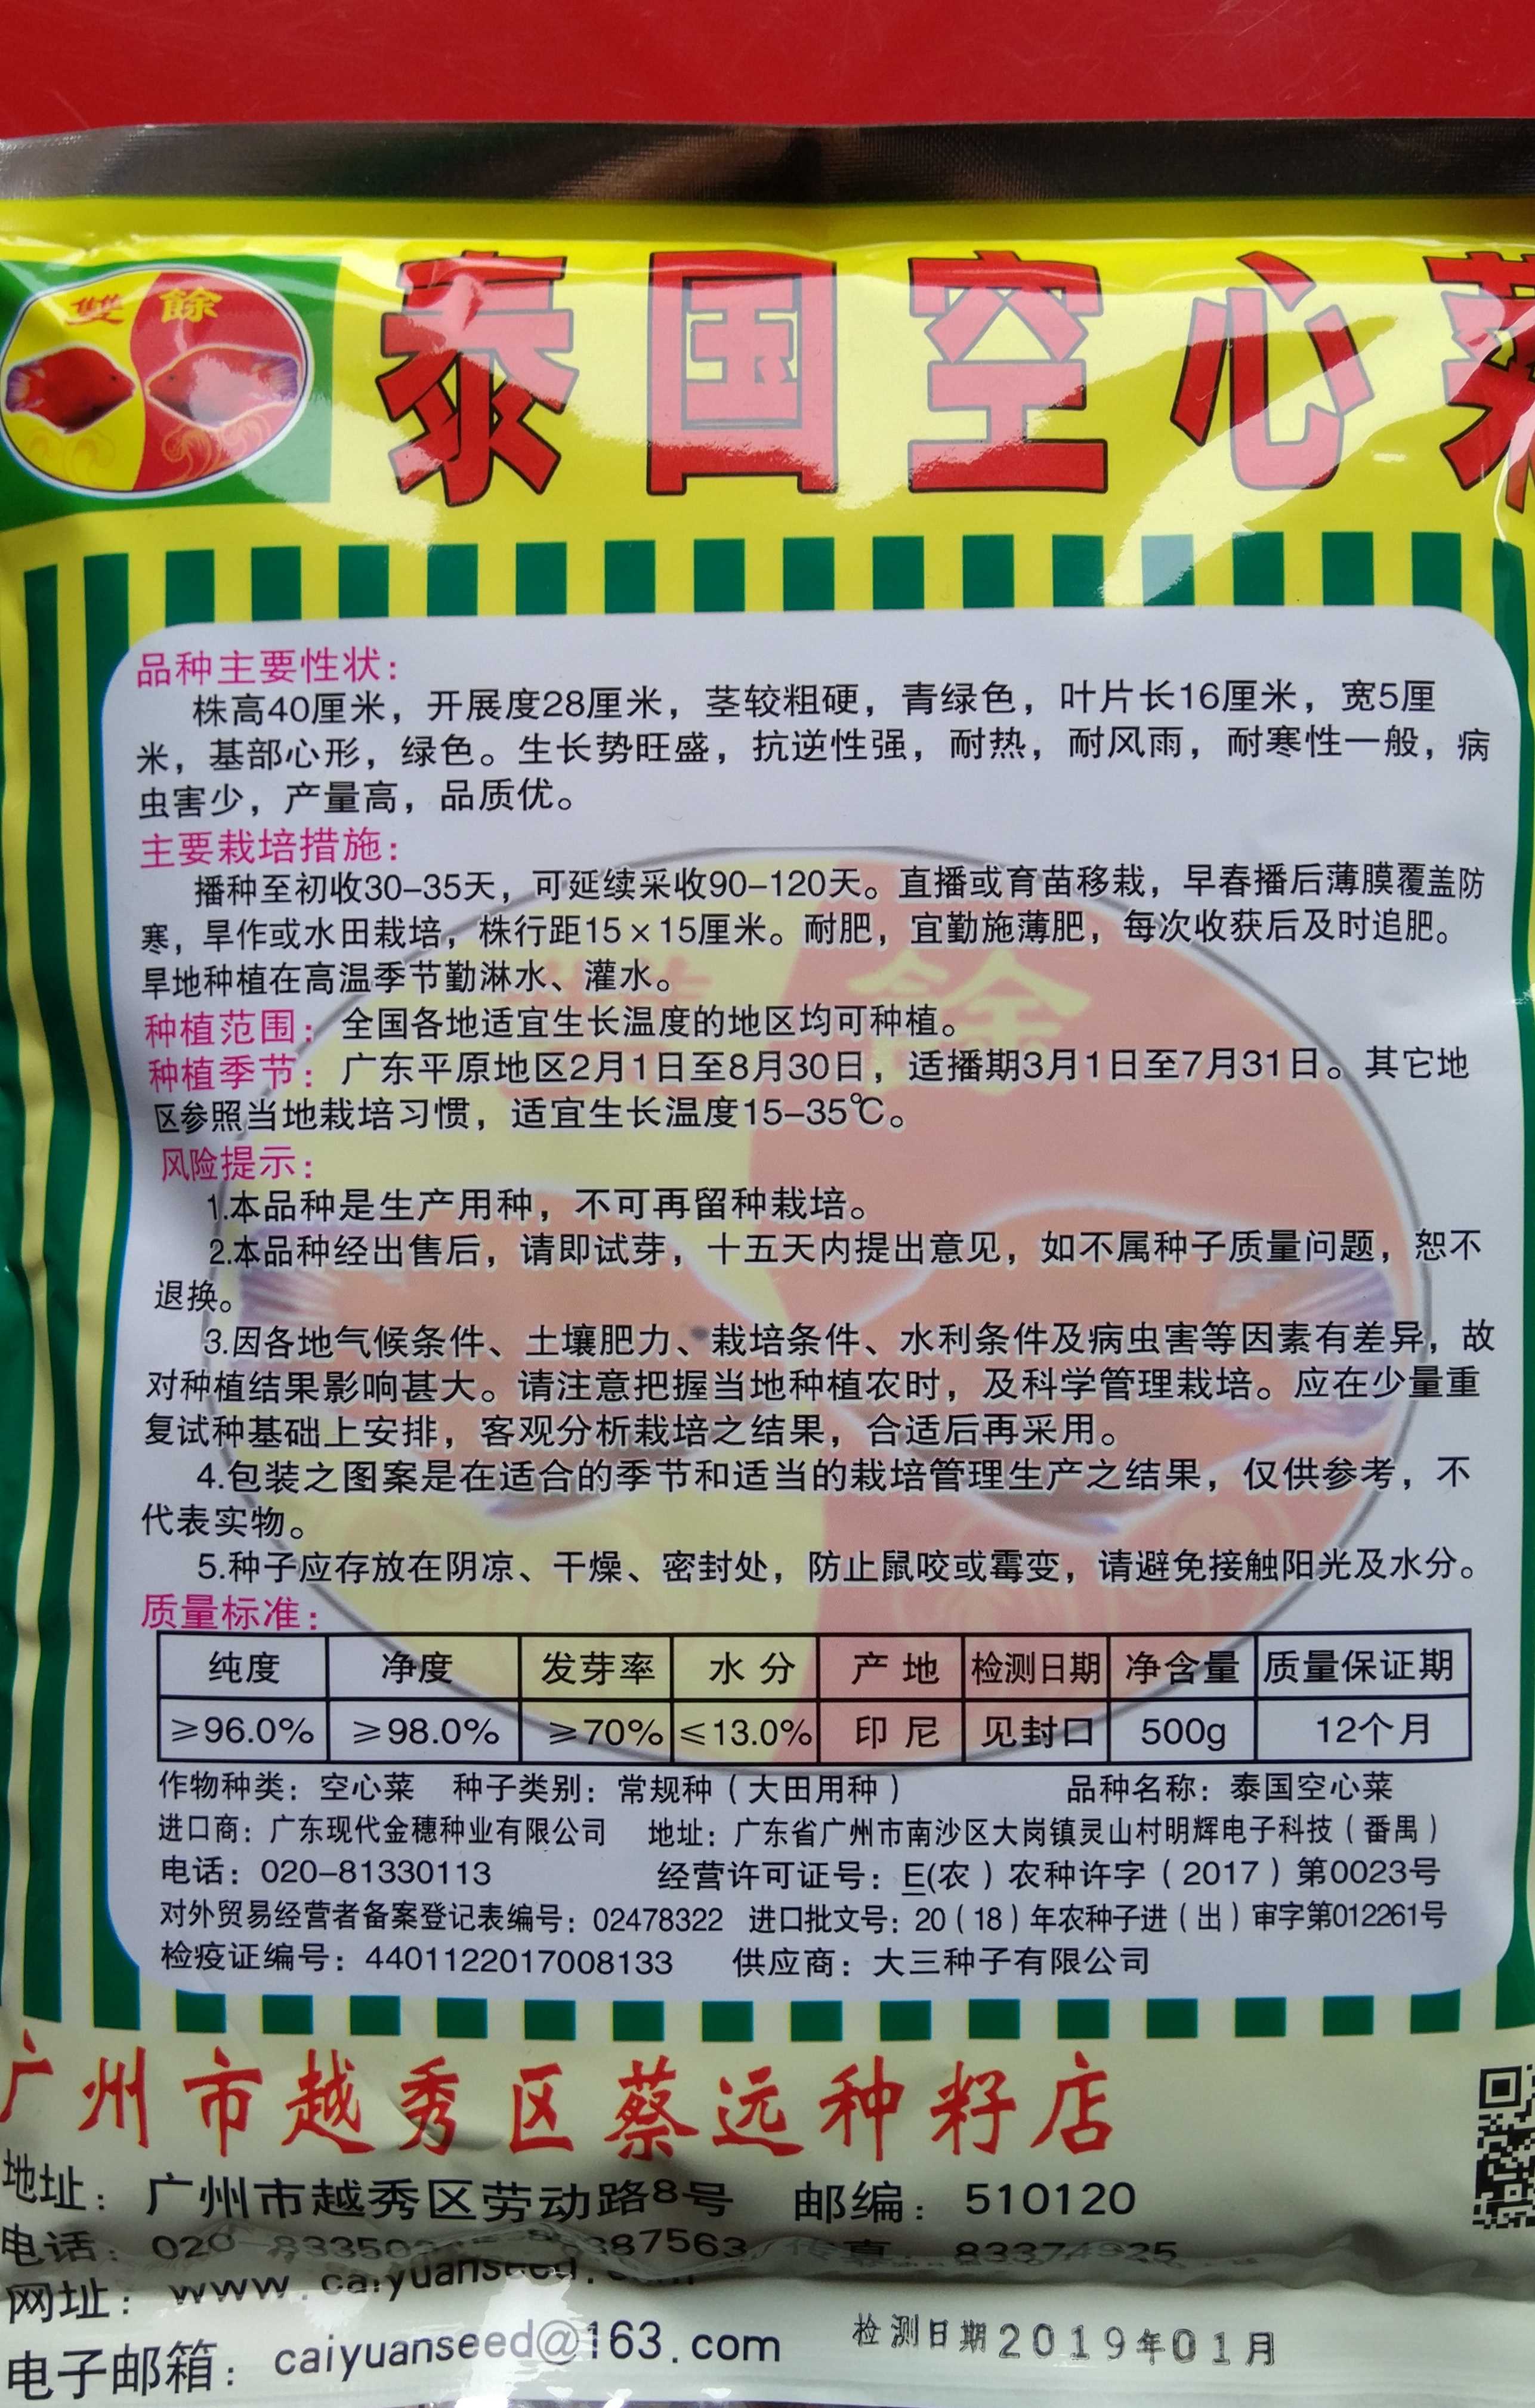 雙餘
泰国空心菜
品种主要性状：
株高40厘米，开展度28厘米，茎较粗硬，青绿色，叶片长16厘米，宽5厘
米，基部心形，绿色。生长势旺盛，抗逆性强，耐热，耐风雨，耐寒性一般，病
虫害少，产量高，品质优。
主要栽培措施：
播种至初收30-35天，可延续采收90-120天。直播或育苗移栽，早春播后薄膜覆盖防
寒，旱作或水田栽培，株行距15×15厘米。耐肥，宜勤施薄肥，每次收获后及时追肥。
旱地种植在高温季节勤淋水、灌水。
种植范围：全国各地适宜生长温度的地区均可种植。
种植季节：广东平原地区2月1日至8月30日，适播期3月1日至7月31日。其它地
区参照当地栽培习惯，适宜生长温度15-35℃。
风险提示：
1.本品种是生产用种，不可再留种栽培。
2.本品种经出售后，请即试芽，十五天内提出意见，如不属种子质量问题，恕不
退换。
3.因各地气候条件、土壤肥力、栽培条件、水利条件及病虫害等因素有差异，故
对种植结果影响甚大。请注意把握当地种植农时，及科学管理栽培。应在少量重
复试种基础上安排，客观分析栽培之结果，合适后再采用。
4.包装之图案是在适合的季节和适当的栽培管理生产之结果，仅供参考，不
代表实物。
5.种子应存放在阴凉、干燥、密封处，防止鼠咬或霉变，请避免接触阳光及水分。
质量标准：
纯度 净度 发芽率 水分 产地 检测日期 净含量 质量保证期
≥96.0% ≥98.0% ≥70% ≤13.0% 印尼 见封口 500g 12个月
作物种类：空心菜 种子类别：常规种（大田用种） 品种名称：泰国空心菜
进口商：广东现代金穗种业有限公司 地址：广东省广州市南沙区大岗镇灵山村明辉电子科技（番禺）
电话：020-81330113 经营许可证号：E(农）农种许字（2017）第0023号
对外贸易经营者备案登记表编号：02478322 进口批文号：20（18）年农种子进（出）审字第012261号
检疫证编号：4401122017008133 供应商：大三种子有限公司
广州市越秀区蔡远种籽店
地址：广州市越秀区劳动路8号 邮编：510120
电话：020
网址：www.caiyuanseed.
电子邮箱：caiyuanseed@163.com
检测日期2019年01月